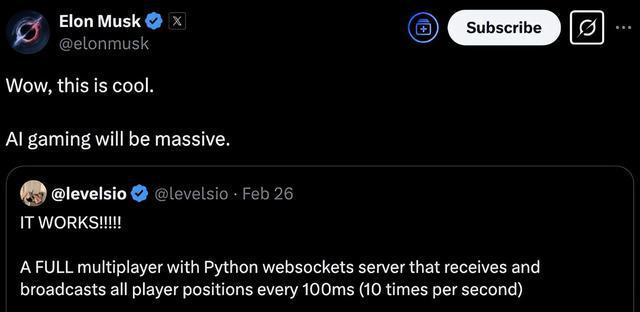 Elon Musk
@elonmusk
Subscribe
Wow, this is cool.
AI gaming will be massive.
@levelsio @levelsio · Feb 26
IT WORKS!!!!!
A FULL multiplayer with Python websockets server that receives and
broadcasts all player positions every 100ms (10 times per second)